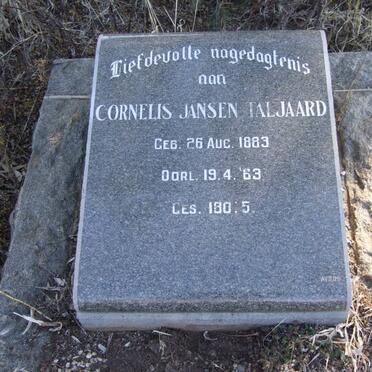 Liefdevolle nagedagtenis
aan
CORNELIS JANSEN TALJAARD
GEB. 26 AUG. 1883
OORL. 19.4.'63
GES. 180:5.